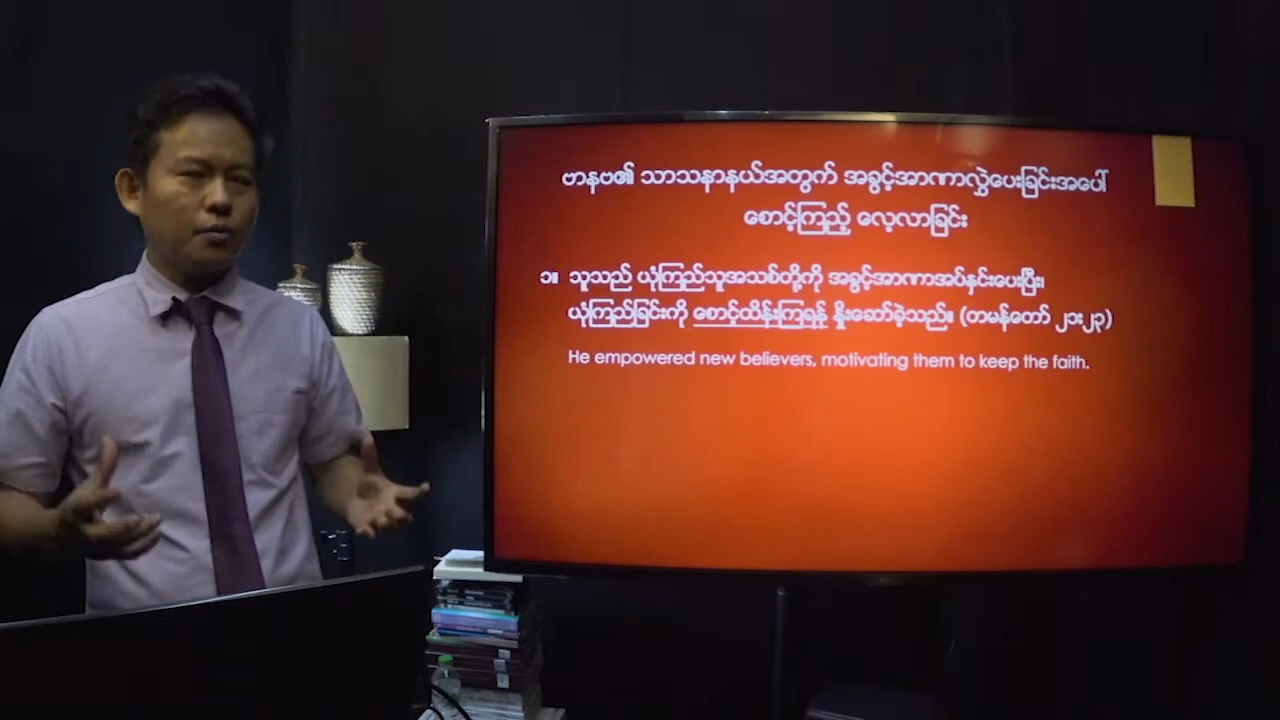 ဗာနဗ၏ သာသနာနယ်အတွက် အခွင့်အာဏာလွှဲပေးခြင်းအပေါ်
စောင့်ကြည့် လေ့လာခြင်း
၁။ သူသည် ယုံကြည်သူအသစ်တို့ကို အခွင့်အာဏာအပ်နှင်းပေးပြီး၊
ယုံကြည်ခြင်းကို စောင့်ထိန်းကြရန် နှိုးဆော်ခဲ့သည်။ (တမန်တော် ၂၁း၂၃)
He empowered new believers, motivating them to keep the faith.